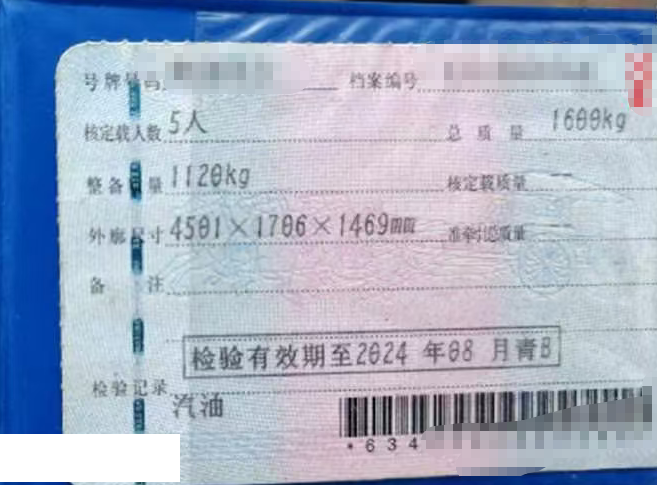 号牌号码 档案编号
核定载人数 5人 总质量 1600kg
整备 量 1120kg 核定载质量 --
外廓尺寸 4501×1706×1469mm 准牵引总质量 --
备注
检验有效期至2024 年08 月青B
检验记录
汽油
*634